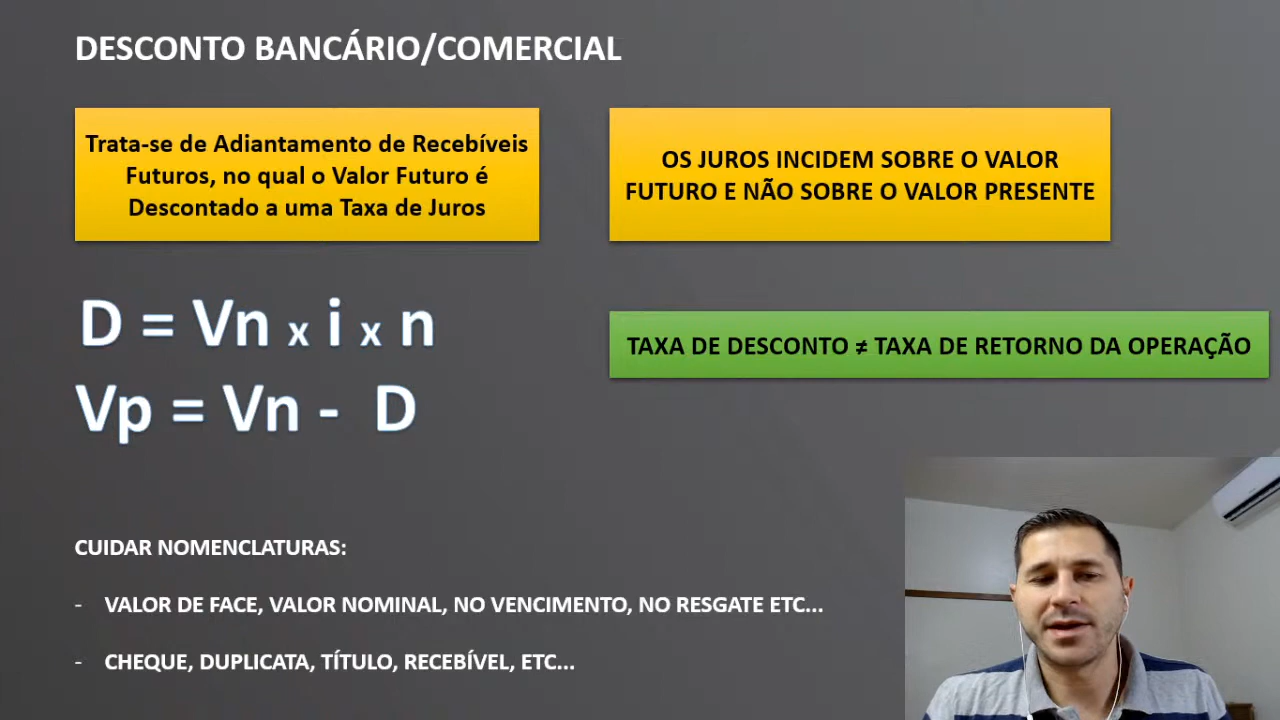 DESCONTO BANCÁRIO/COMERCIAL
Trata-se de Adiantamento de Recebíveis
Futuros, no qual o Valor Futuro é
Descontado a uma Taxa de Juros
OS JUROS INCIDEM SOBRE O VALOR
FUTURO E NÃO SOBRE O VALOR PRESENTE
D = Vn x i x n
Vp = Vn - D
TAXA DE DESCONTO ≠ TAXA DE RETORNO DA OPERAÇÃO
CUIDAR NOMENCLATURAS:
- VALOR DE FACE, VALOR NOMINAL, NO VENCIMENTO, NO RESGATE ETC...
- CHEQUE, DUPLICATA, TÍTULO, RECEBÍVEL, ETC...